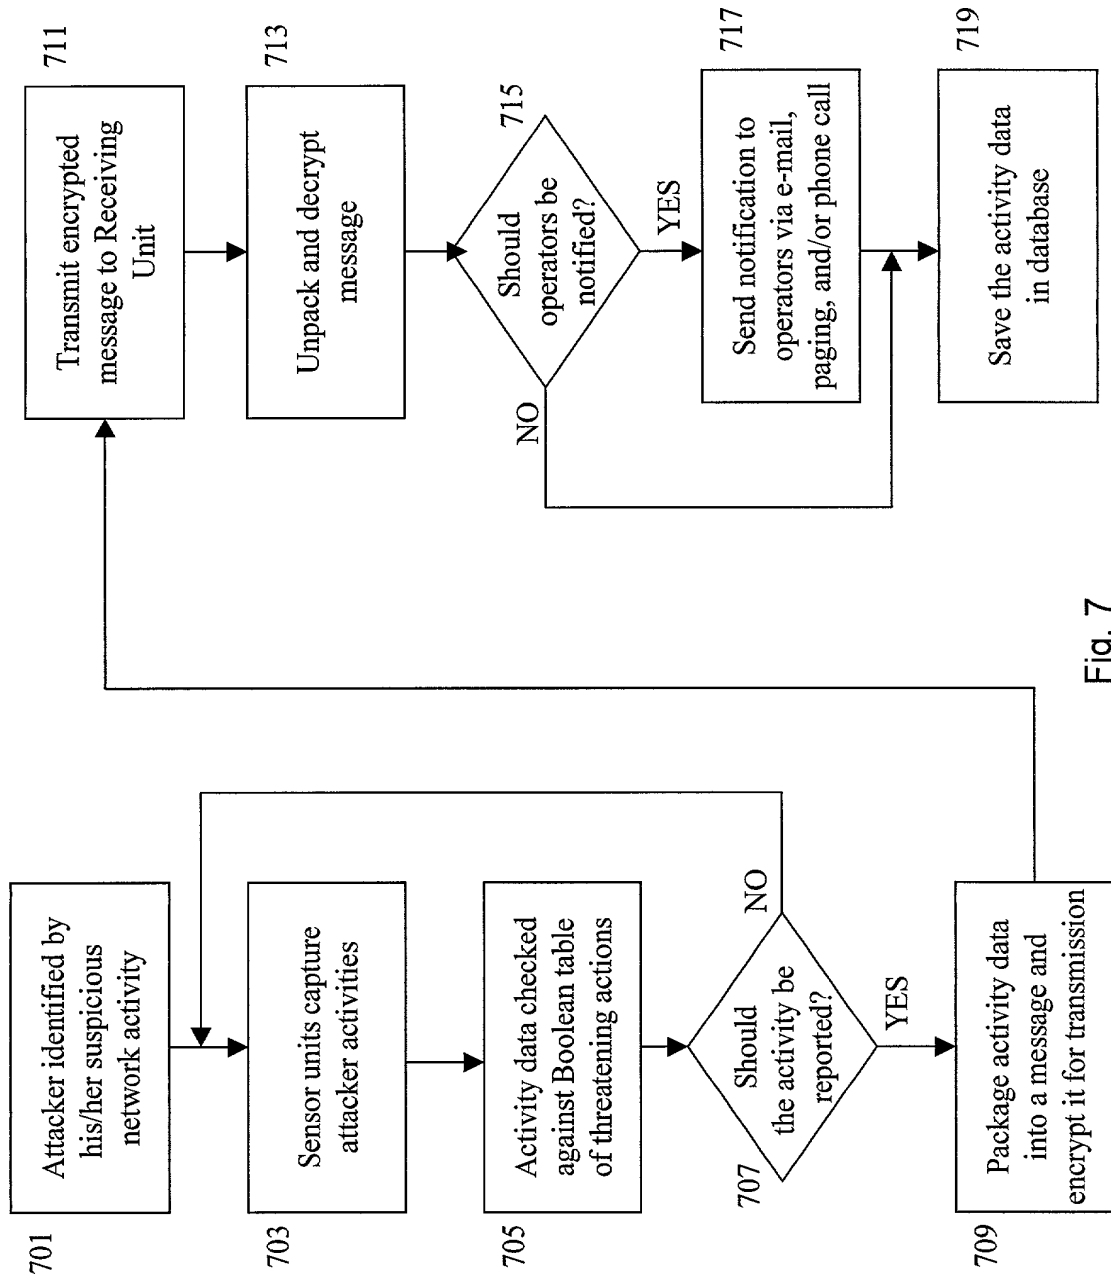 701
Attacker identified by
his/her suspicious
network activity
703
Sensor units capture
attacker activities
705
Activity data checked
against Boolean table
of threatening actions
707
Should
the activity be
reported?
NO
YES
709
Package activity data
into a message and
encrypt it for transmission
711
Transmit encrypted
message to Receiving
Unit
713
Unpack and decrypt
message
715
Should
operators be
notified?
NO
YES
717
Send notification to
operators via e-mail,
paging, and/or phone call
719
Save the activity data
in database
Fig. 7